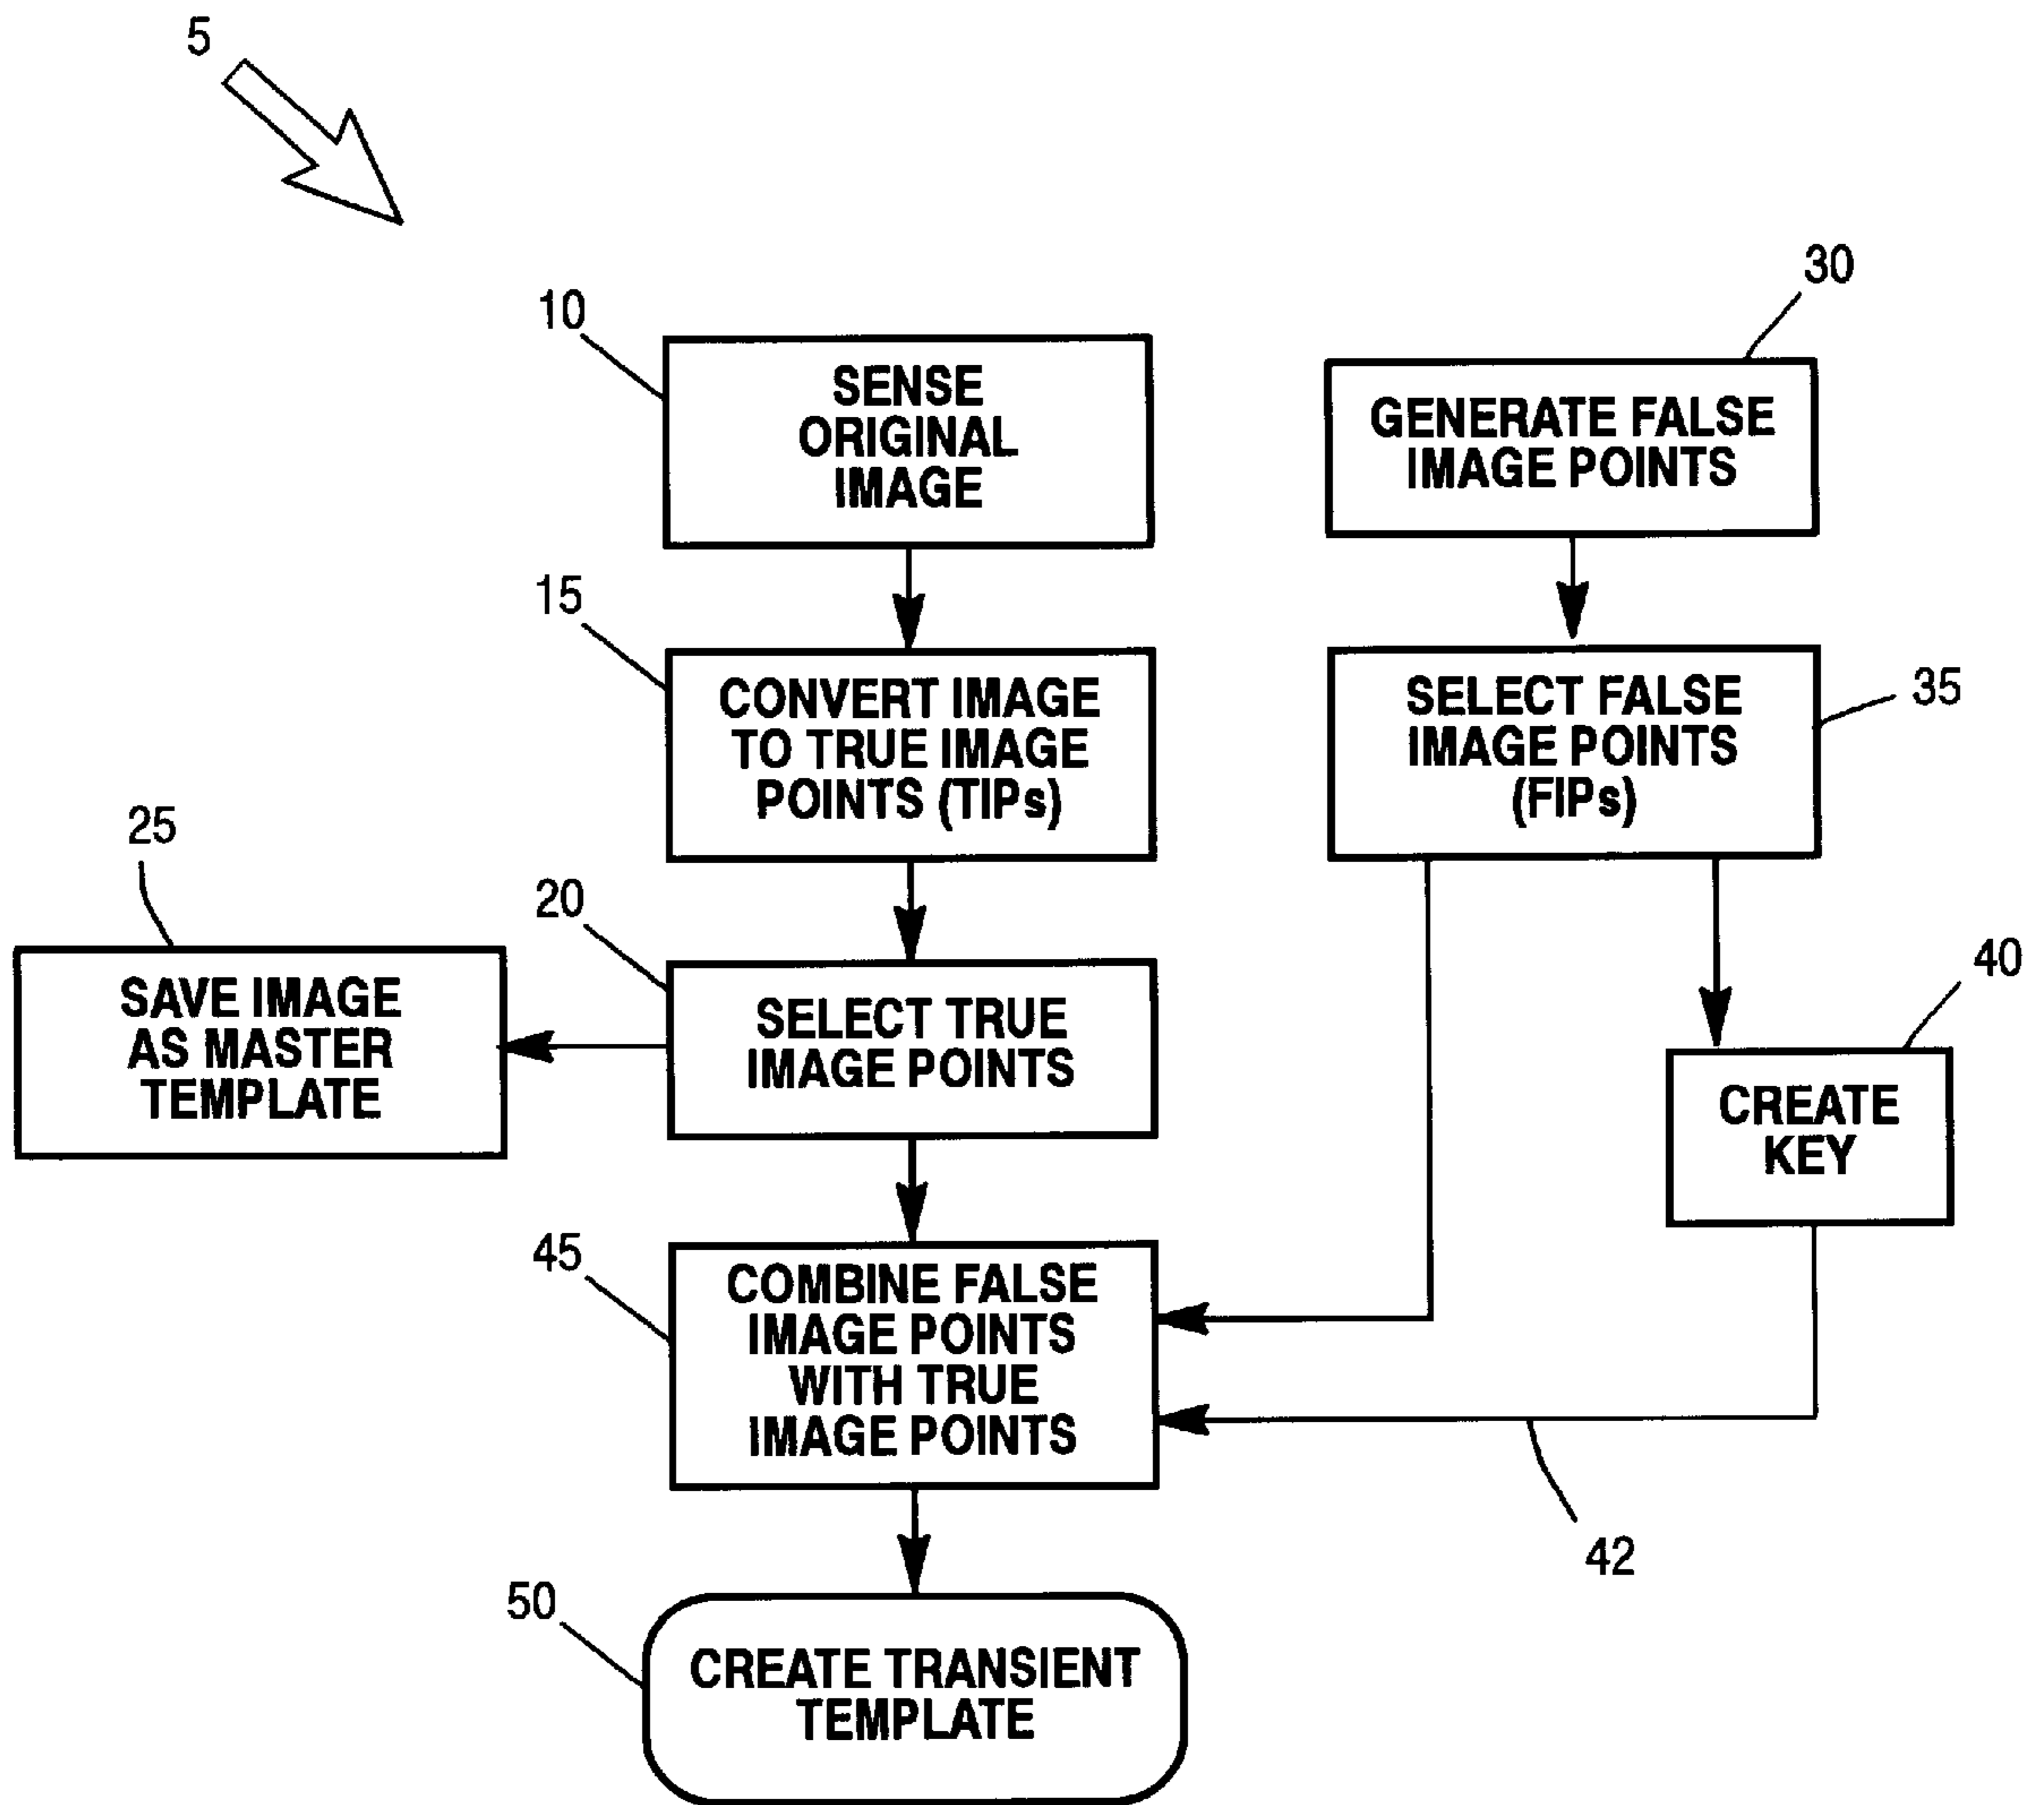 5
10
SENSE
ORIGINAL
IMAGE
30
GENERATE FALSE
IMAGE POINTS
15
CONVERT IMAGE
TO TRUE IMAGE
POINTS (TIPs)
SELECT FALSE
IMAGE POINTS
(FIPs)
35
25
SAVE IMAGE
AS MASTER
TEMPLATE
20
SELECT TRUE
IMAGE POINTS
40
CREATE
KEY
45
COMBINE FALSE
IMAGE POINTS
WITH TRUE
IMAGE POINTS
42
50
CREATE TRANSIENT
TEMPLATE